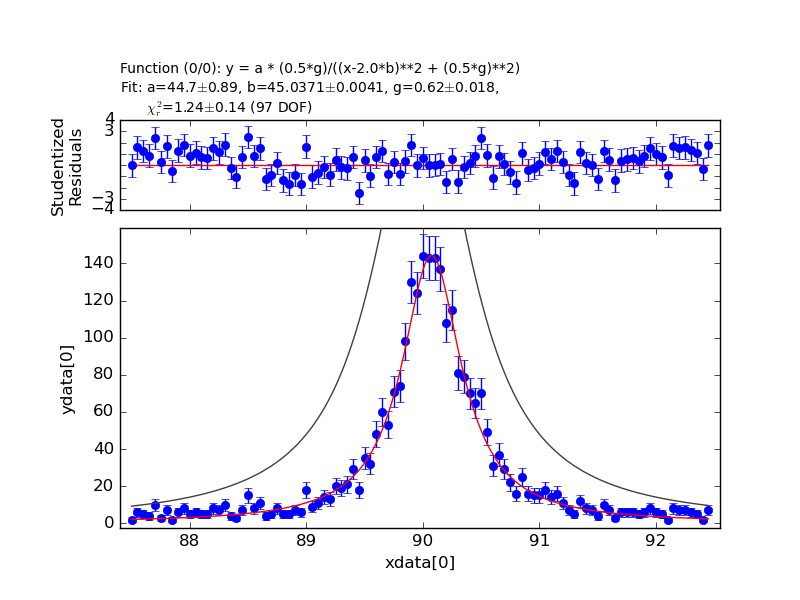 Function (0/0): y = a * (0.5*g)/((x-2.0*b)**2 + (0.5*g)**2)
Fit: a=44.7±0.89, b=45.0371±0.0041, g=0.62±0.018,
χ²ᵣ=1.24±0.14 (97 DOF)
Studentized
Residuals
4
3
−3
−4
ydata[0]
140
120
100
80
60
40
20
0
88 89 90 91 92
xdata[0]